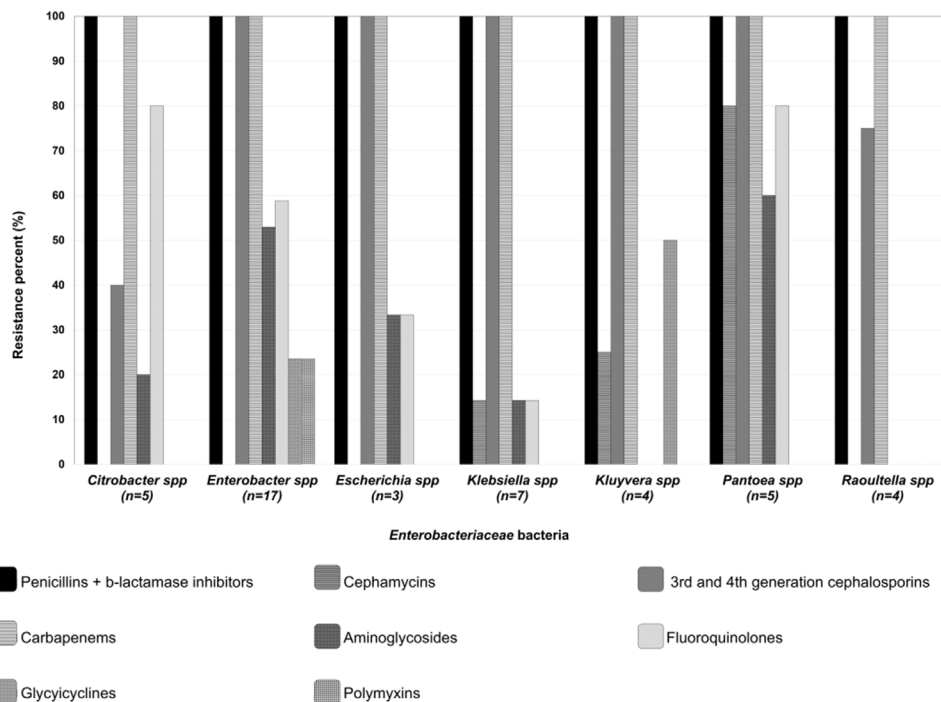 100
90
80
70
60
50
40
30
20
10
0
Resistance percent (%)
Citrobacter spp
(n=5)
Enterobacter spp
(n=17)
Escherichia spp
(n=3)
Klebsiella spp
(n=7)
Kluyvera spp
(n=4)
Pantoea spp
(n=5)
Raoultella spp
(n=4)
Enterobacteriaceae bacteria
Penicillins + b-lactamase inhibitors
Cephamycins
3rd and 4th generation cephalosporins
Carbapenems
Aminoglycosides
Fluoroquinolones
Glycyicyclines
Polymyxins